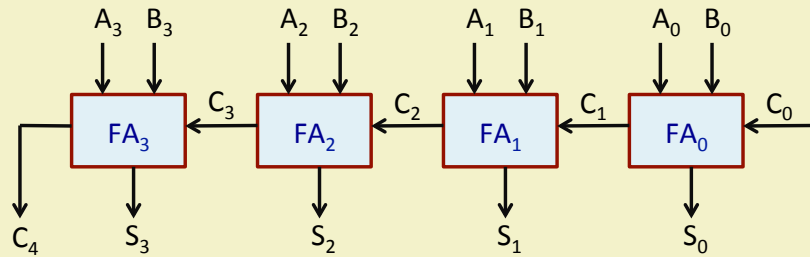 A₃ B₃ A₂ B₂ A₁ B₁ A₀ B₀
C₃ C₂ C₁ C₀
FA₃ FA₂ FA₁ FA₀
C₄ S₃ S₂ S₁ S₀